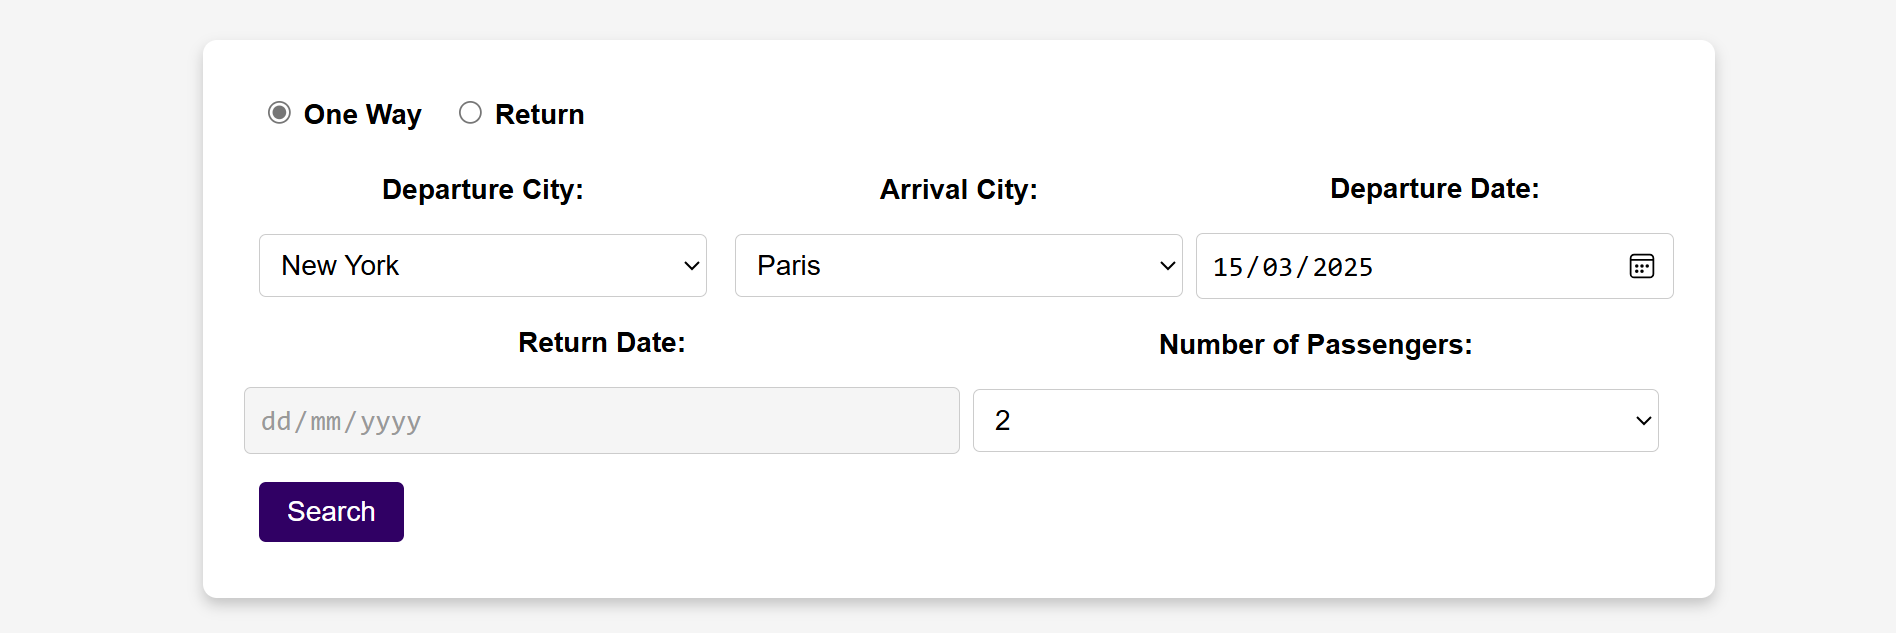 One Way Return
Departure City: Arrival City: Departure Date:
New York Paris 15/03/2025
Return Date: Number of Passengers:
dd/mm/yyyy 2
Search